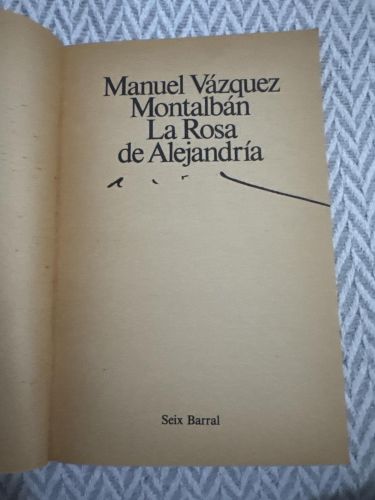 Manuel Vázquez
Montalbán
La Rosa
de Alejandría
Seix Barral